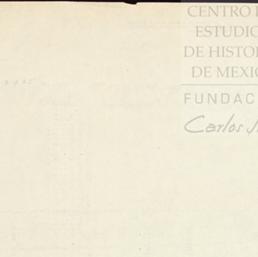 CENTRO
ESTUDIO
DE HISTOR
DE MEXIC
FUNDAC
Carlos